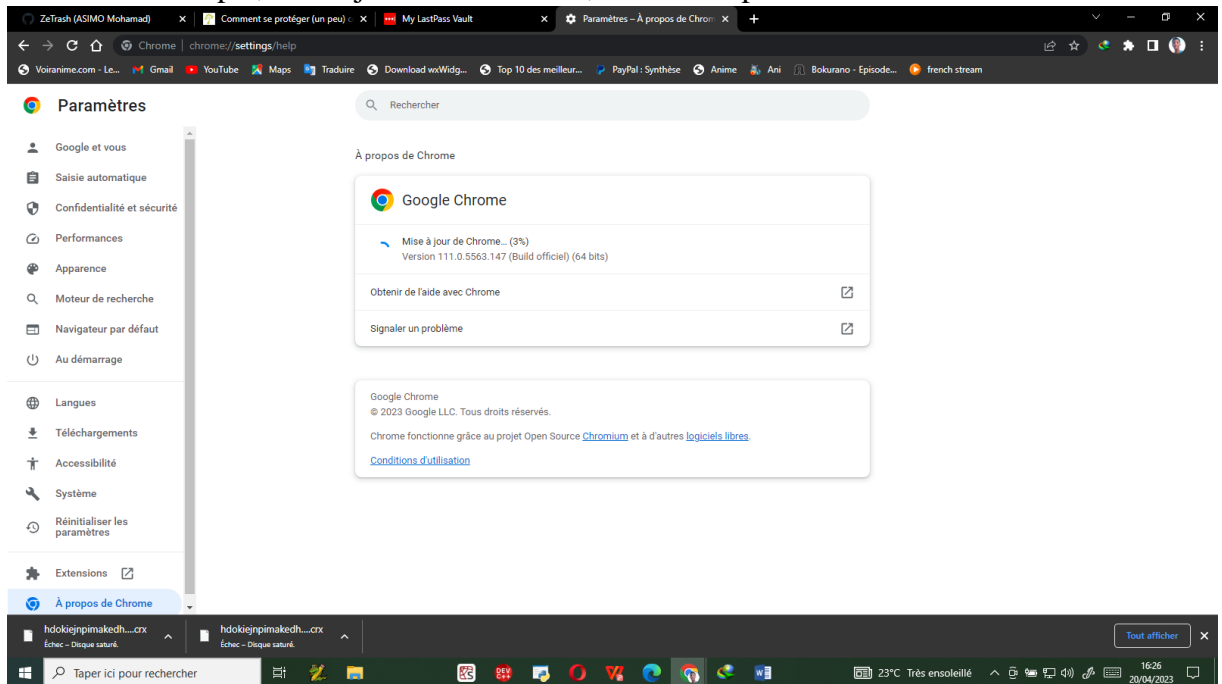 ZeTrash (ASIMO Mohamad)
Comment se protéger (un peu)
My LastPass Vault
Paramètres – À propos de Chrom
Chrome | chrome://settings/help
Voiranime.com - Le...
Gmail
YouTube
Maps
Traduire
Download wxWidg...
Top 10 des meilleur...
PayPal : Synthèse
Anime
Ani
Bokurano - Episode...
french stream
Paramètres
Rechercher
Google et vous
Saisie automatique
Confidentialité et sécurité
Performances
Apparence
Moteur de recherche
Navigateur par défaut
Au démarrage
Langues
Téléchargements
Accessibilité
Système
Réinitialiser les
paramètres
Extensions
À propos de Chrome
À propos de Chrome
Google Chrome
Mise à jour de Chrome... (3%)
Version 111.0.5563.147 (Build officiel) (64 bits)
Obtenir de l'aide avec Chrome
Signaler un problème
Google Chrome
© 2023 Google LLC. Tous droits réservés.
Chrome fonctionne grâce au projet Open Source Chromium et à d'autres logiciels libres.
Conditions d'utilisation
hdokiejnpimakedh....crx
Échec – Disque saturé.
hdokiejnpimakedh....crx
Échec – Disque saturé.
Tout afficher
Taper ici pour rechercher
DEV
C++
23°C Très ensoleillé
16:26
20/04/2023